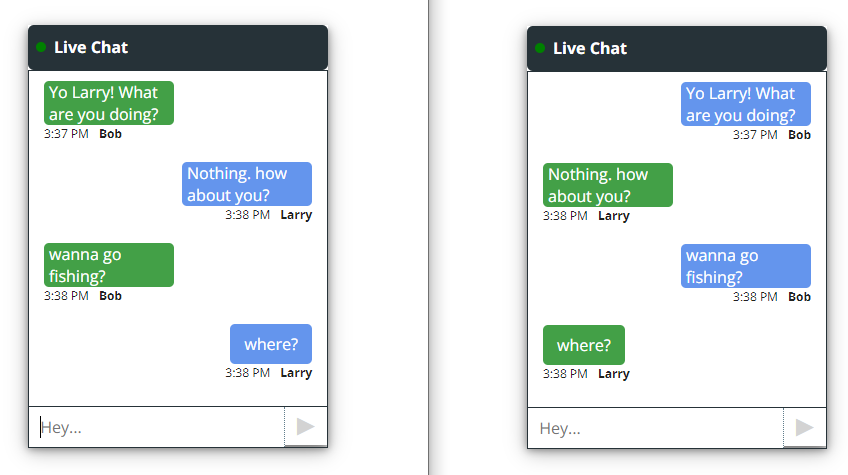 Live Chat
Yo Larry! What
are you doing?
3:37 PM Bob
Nothing. how
about you?
3:38 PM Larry
wanna go
fishing?
3:38 PM Bob
where?
3:38 PM Larry
Hey...
Live Chat
Yo Larry! What
are you doing?
3:37 PM Bob
Nothing. how
about you?
3:38 PM Larry
wanna go
fishing?
3:38 PM Bob
where?
3:38 PM Larry
Hey...